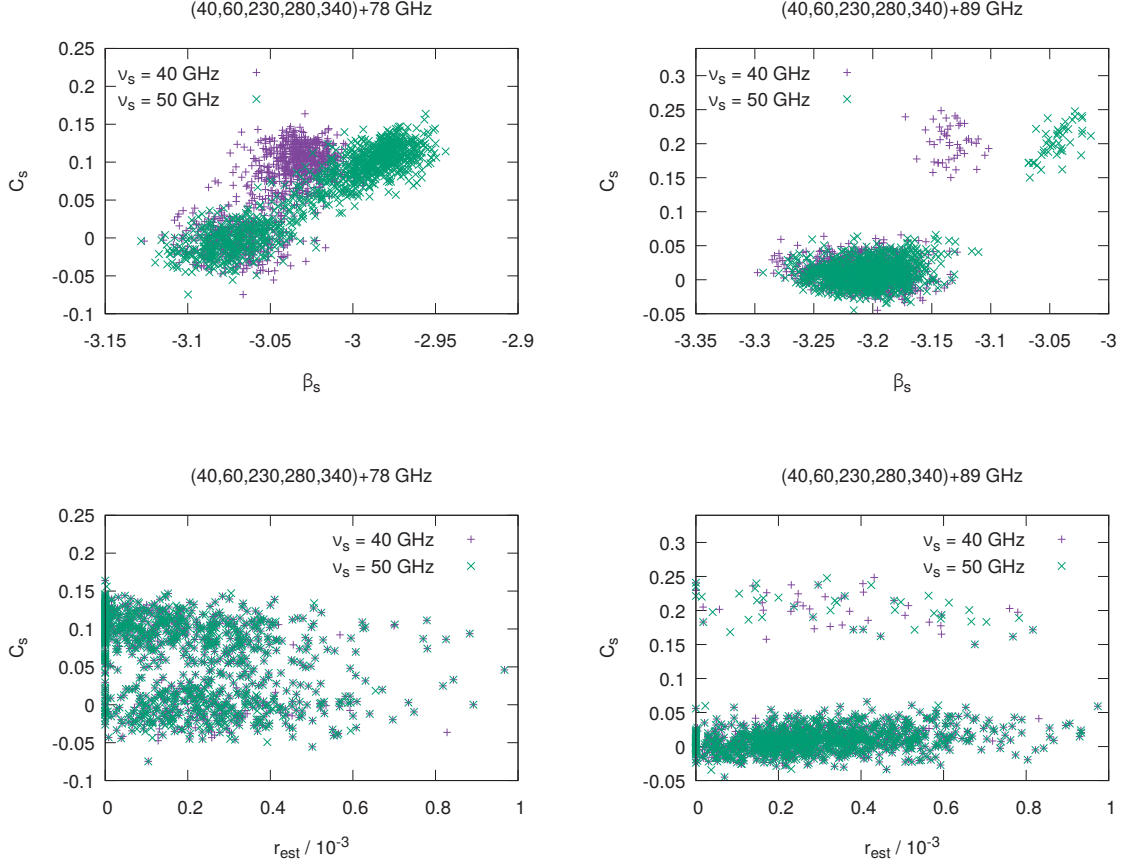 (40,60,230,280,340)+78 GHz
0.25
0.2
0.15
0.1
0.05
0
-0.05
-0.1
C_s
ν_s = 40 GHz
ν_s = 50 GHz
-3.15 -3.1 -3.05 -3 -2.95 -2.9
β_s
(40,60,230,280,340)+89 GHz
0.3
0.2
0.1
0.05
0
-0.05
C_s
ν_s = 40 GHz
ν_s = 50 GHz
-3.35 -3.3 -3.25 -3.2 -3.15 -3.1 -3.05 -3
β_s
(40,60,230,280,340)+78 GHz
0.25
0.2
0.15
0.1
0.05
0
-0.05
-0.1
C_s
ν_s = 40 GHz
ν_s = 50 GHz
0 0.2 0.4 0.6 0.8 1
r_est / 10^-3
(40,60,230,280,340)+89 GHz
0.3
0.25
0.2
0.15
0.1
0.05
0
-0.05
C_s
ν_s = 40 GHz
ν_s = 50 GHz
0 0.2 0.4 0.6 0.8 1
r_est / 10^-3